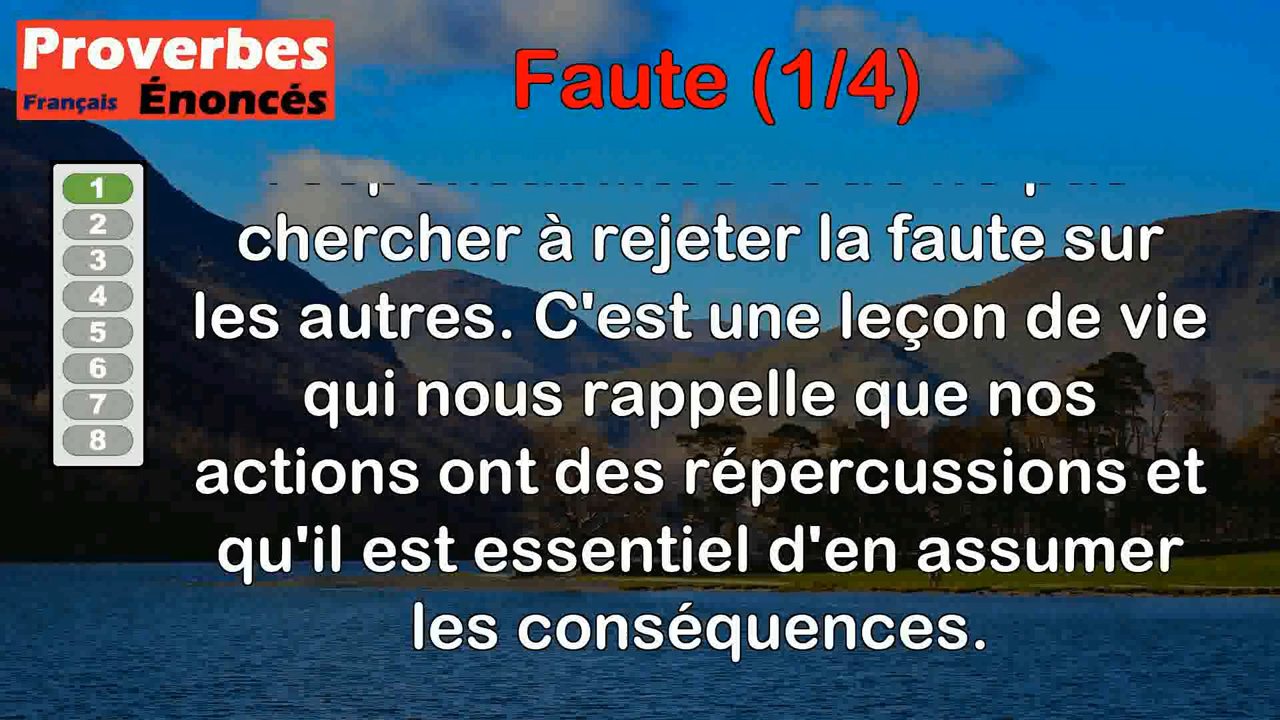 Proverbes
Français Énoncés
Faute (1/4)
1
2
3
4
5
6
7
8
chercher à rejeter la faute sur
les autres. C'est une leçon de vie
qui nous rappelle que nos
actions ont des répercussions et
qu'il est essentiel d'en assumer
les conséquences.